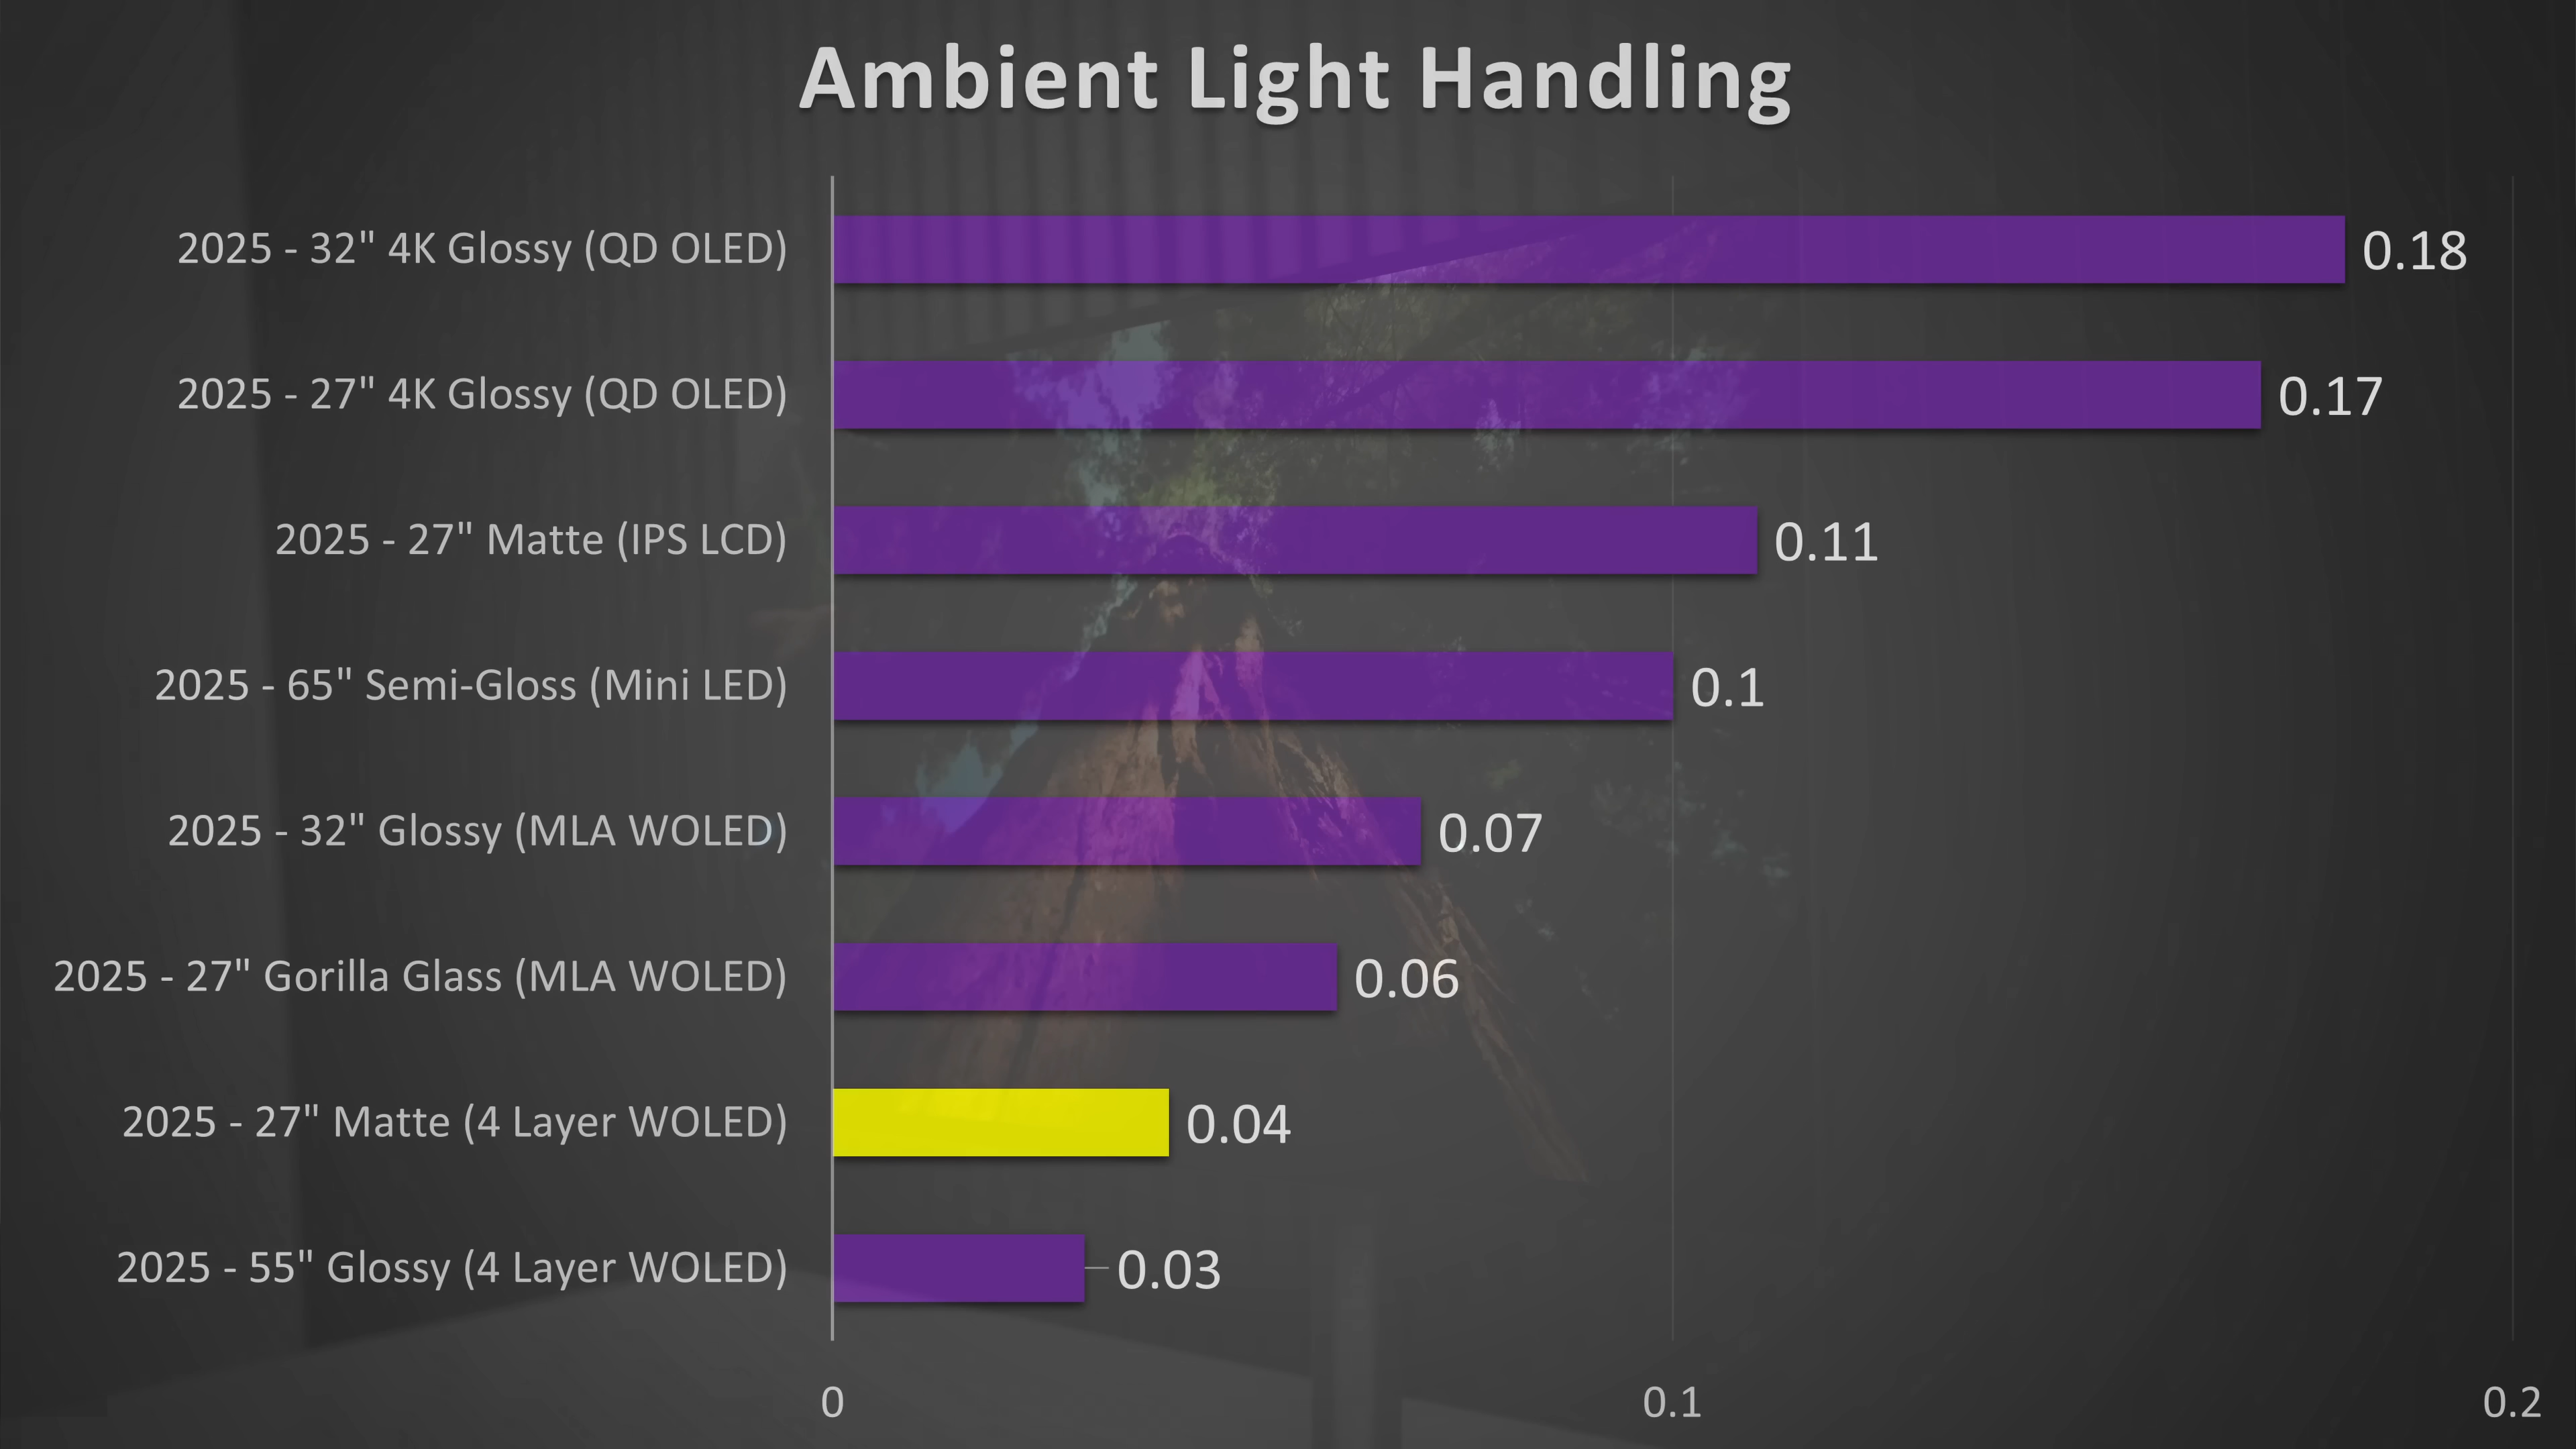 Ambient Light Handling
2025 - 32" 4K Glossy (QD OLED)
0.18
2025 - 27" 4K Glossy (QD OLED)
0.17
2025 - 27" Matte (IPS LCD)
0.11
2025 - 65" Semi-Gloss (Mini LED)
0.1
2025 - 32" Glossy (MLA WOLED)
0.07
2025 - 27" Gorilla Glass (MLA WOLED)
0.06
2025 - 27" Matte (4 Layer WOLED)
0.04
2025 - 55" Glossy (4 Layer WOLED)
0.03
0
0.1
0.2